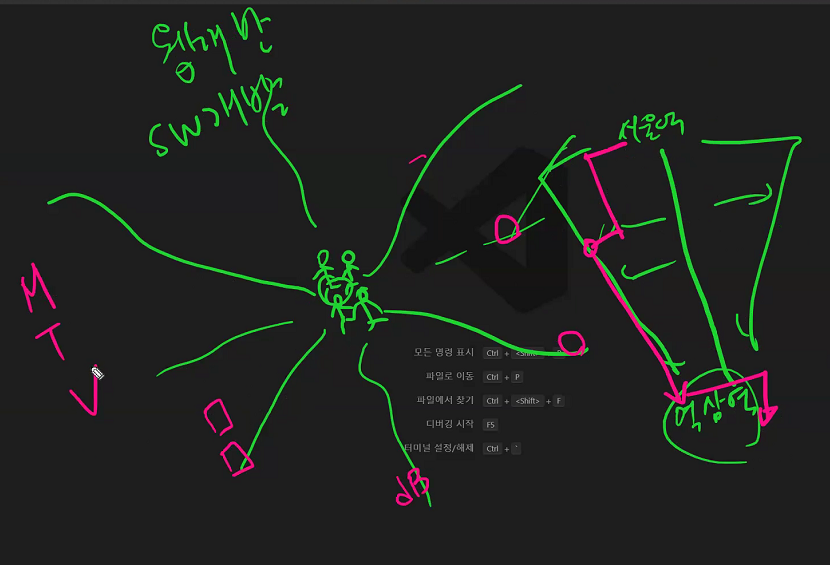 웹개발
SW개발
서울역
M
T
V
모든 명령 표시 Ctrl + <Shift>
파일로 이동 Ctrl + P
파일에서 찾기 Ctrl + <Shift> + F
디버깅 시작 F5
터미널 설정/해제 Ctrl + `
역삼역
dB